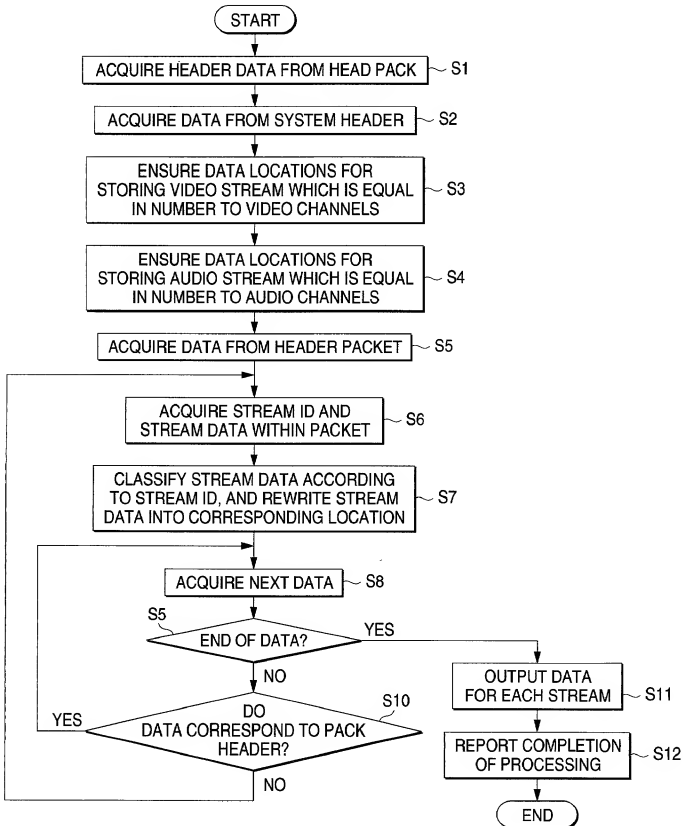 START
ACQUIRE HEADER DATA FROM HEAD PACK
S1
ACQUIRE DATA FROM SYSTEM HEADER
S2
ENSURE DATA LOCATIONS FOR
STORING VIDEO STREAM WHICH IS EQUAL
IN NUMBER TO VIDEO CHANNELS
S3
ENSURE DATA LOCATIONS FOR
STORING AUDIO STREAM WHICH IS EQUAL
IN NUMBER TO AUDIO CHANNELS
S4
ACQUIRE DATA FROM HEADER PACKET
S5
ACQUIRE STREAM ID AND
STREAM DATA WITHIN PACKET
S6
CLASSIFY STREAM DATA ACCORDING
TO STREAM ID, AND REWRITE STREAM
DATA INTO CORRESPONDING LOCATION
S7
ACQUIRE NEXT DATA
S8
S5
END OF DATA?
YES
NO
S10
DO
DATA CORRESPOND TO PACK
HEADER?
YES
NO
OUTPUT DATA
FOR EACH STREAM
S11
REPORT COMPLETION
OF PROCESSING
S12
END